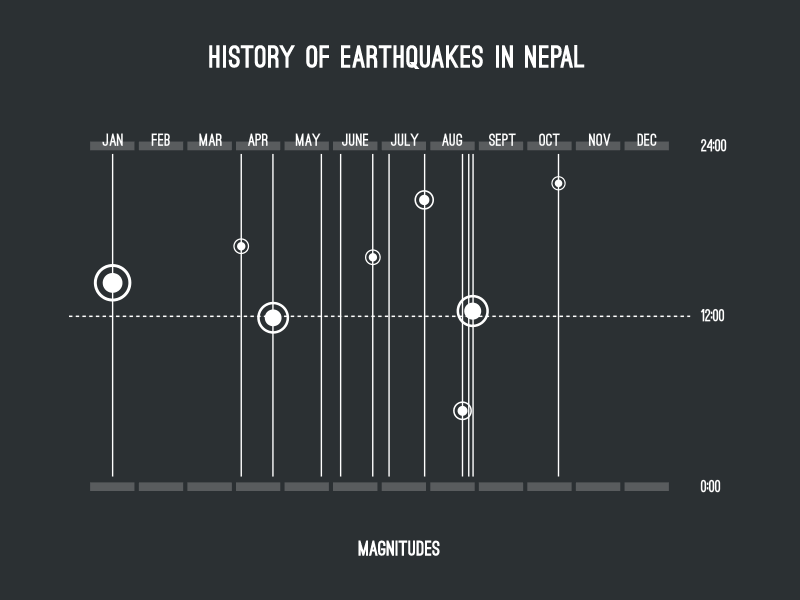 HISTORY OF EARTHQUAKES IN NEPAL
JAN FEB MAR APR MAY JUNE JULY AUG SEPT OCT NOV DEC
24:00
12:00
0:00
MAGNITUDES